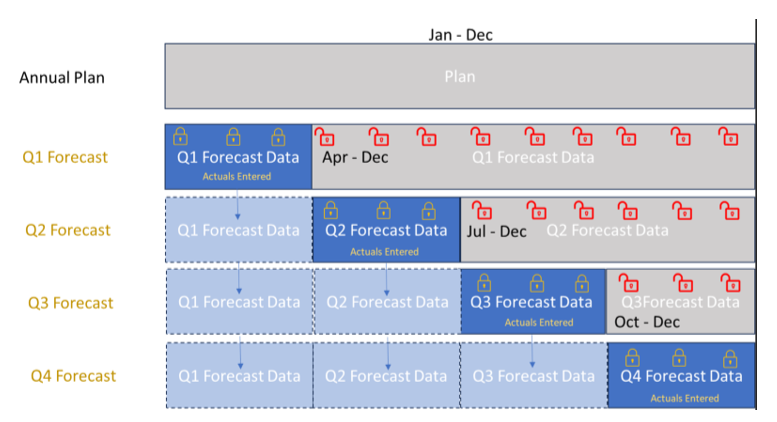 Jan - Dec
Annual Plan
Plan
Q1 Forecast
Q1 Forecast Data
Actuals Entered
Apr - Dec
Q1 Forecast Data
Q2 Forecast
Q1 Forecast Data
Q2 Forecast Data
Actuals Entered
Jul - Dec
Q2 Forecast Data
Q3 Forecast
Q1 Forecast Data
Q2 Forecast Data
Q3 Forecast Data
Actuals Entered
Q3Forecast Data
Oct - Dec
Q4 Forecast
Q1 Forecast Data
Q2 Forecast Data
Q3 Forecast Data
Q4 Forecast Data
Actuals Entered